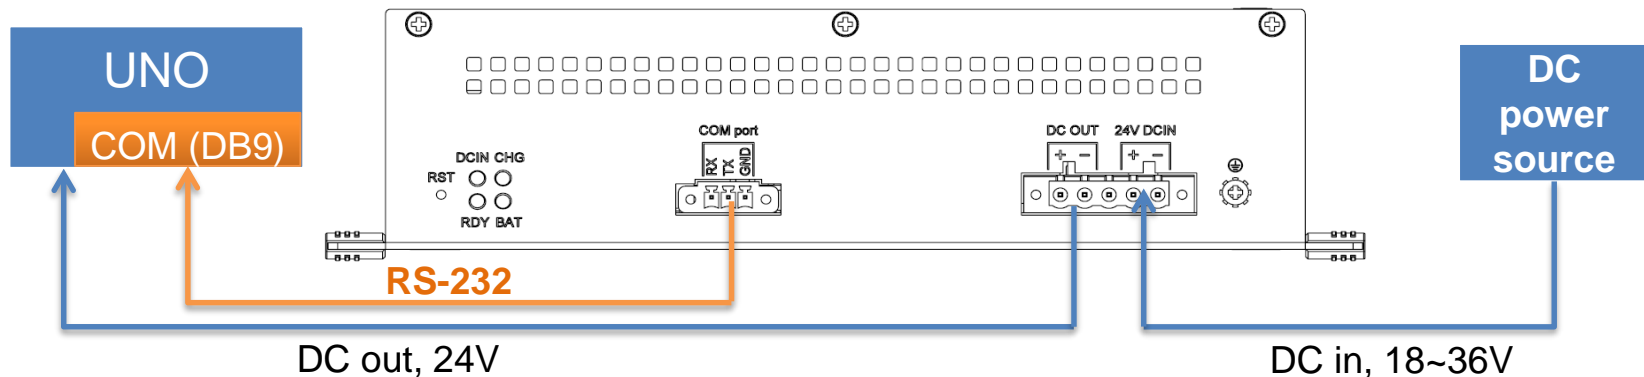 UNO
COM (DB9)
DC
power
source
COM port
RX
TX
GND
DC OUT 24V DCIN
+ − + −
DCIN CHG
RST
RDY BAT
RS-232
DC out, 24V
DC in, 18~36V